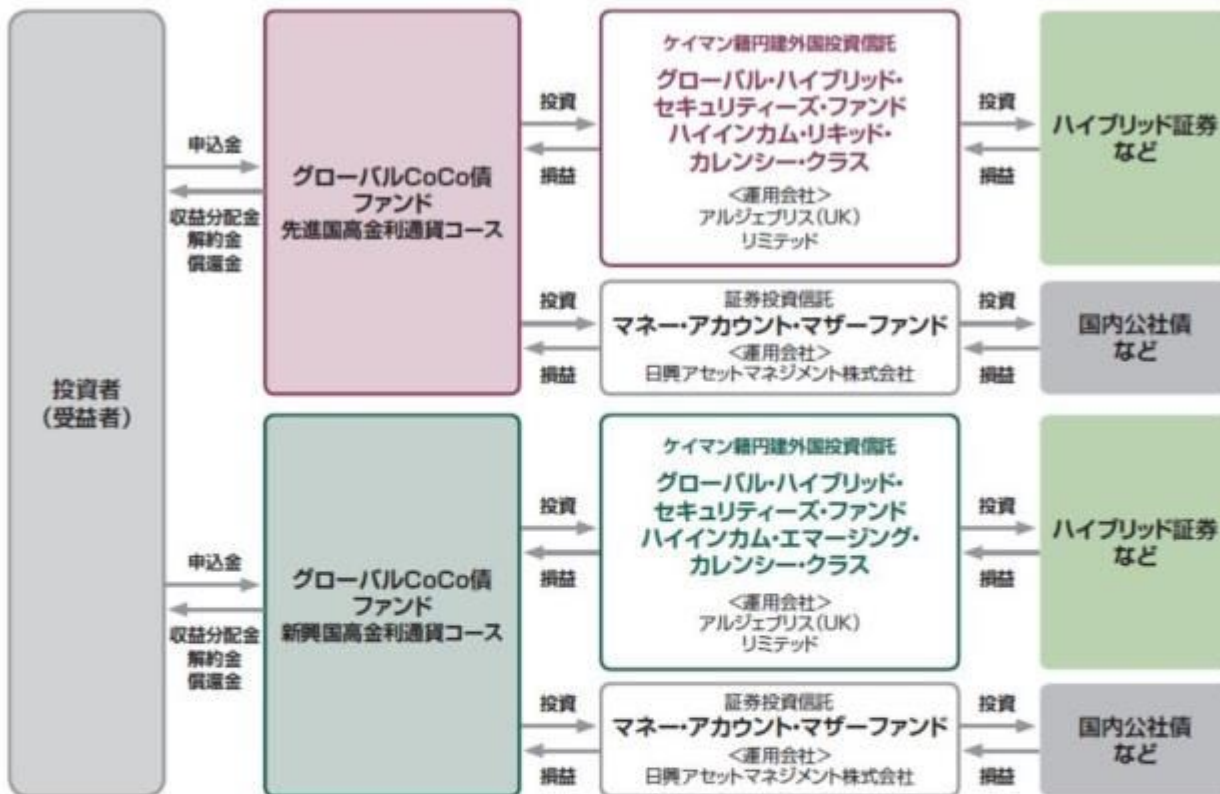 投資者
（受益者）
申込金
収益分配金
解約金
償還金
グローバルCoCo債
ファンド
先進国高金利通貨コース
投資
損益
ケイマン籍円建外国投資信託
グローバル・ハイブリッド・
セキュリティーズ・ファンド
ハイインカム・リキッド・
カレンシー・クラス
＜運用会社＞
アルジェブリス(UK)
リミテッド
投資
損益
ハイブリッド証券
など
投資
損益
証券投資信託
マネー・アカウント・マザーファンド
＜運用会社＞
日興アセットマネジメント株式会社
投資
損益
国内公社債
など
申込金
収益分配金
解約金
償還金
グローバルCoCo債
ファンド
新興国高金利通貨コース
投資
損益
ケイマン籍円建外国投資信託
グローバル・ハイブリッド・
セキュリティーズ・ファンド
ハイインカム・エマージング・
カレンシー・クラス
＜運用会社＞
アルジェブリス(UK)
リミテッド
投資
損益
ハイブリッド証券
など
投資
損益
証券投資信託
マネー・アカウント・マザーファンド
＜運用会社＞
日興アセットマネジメント株式会社
投資
損益
国内公社債
など